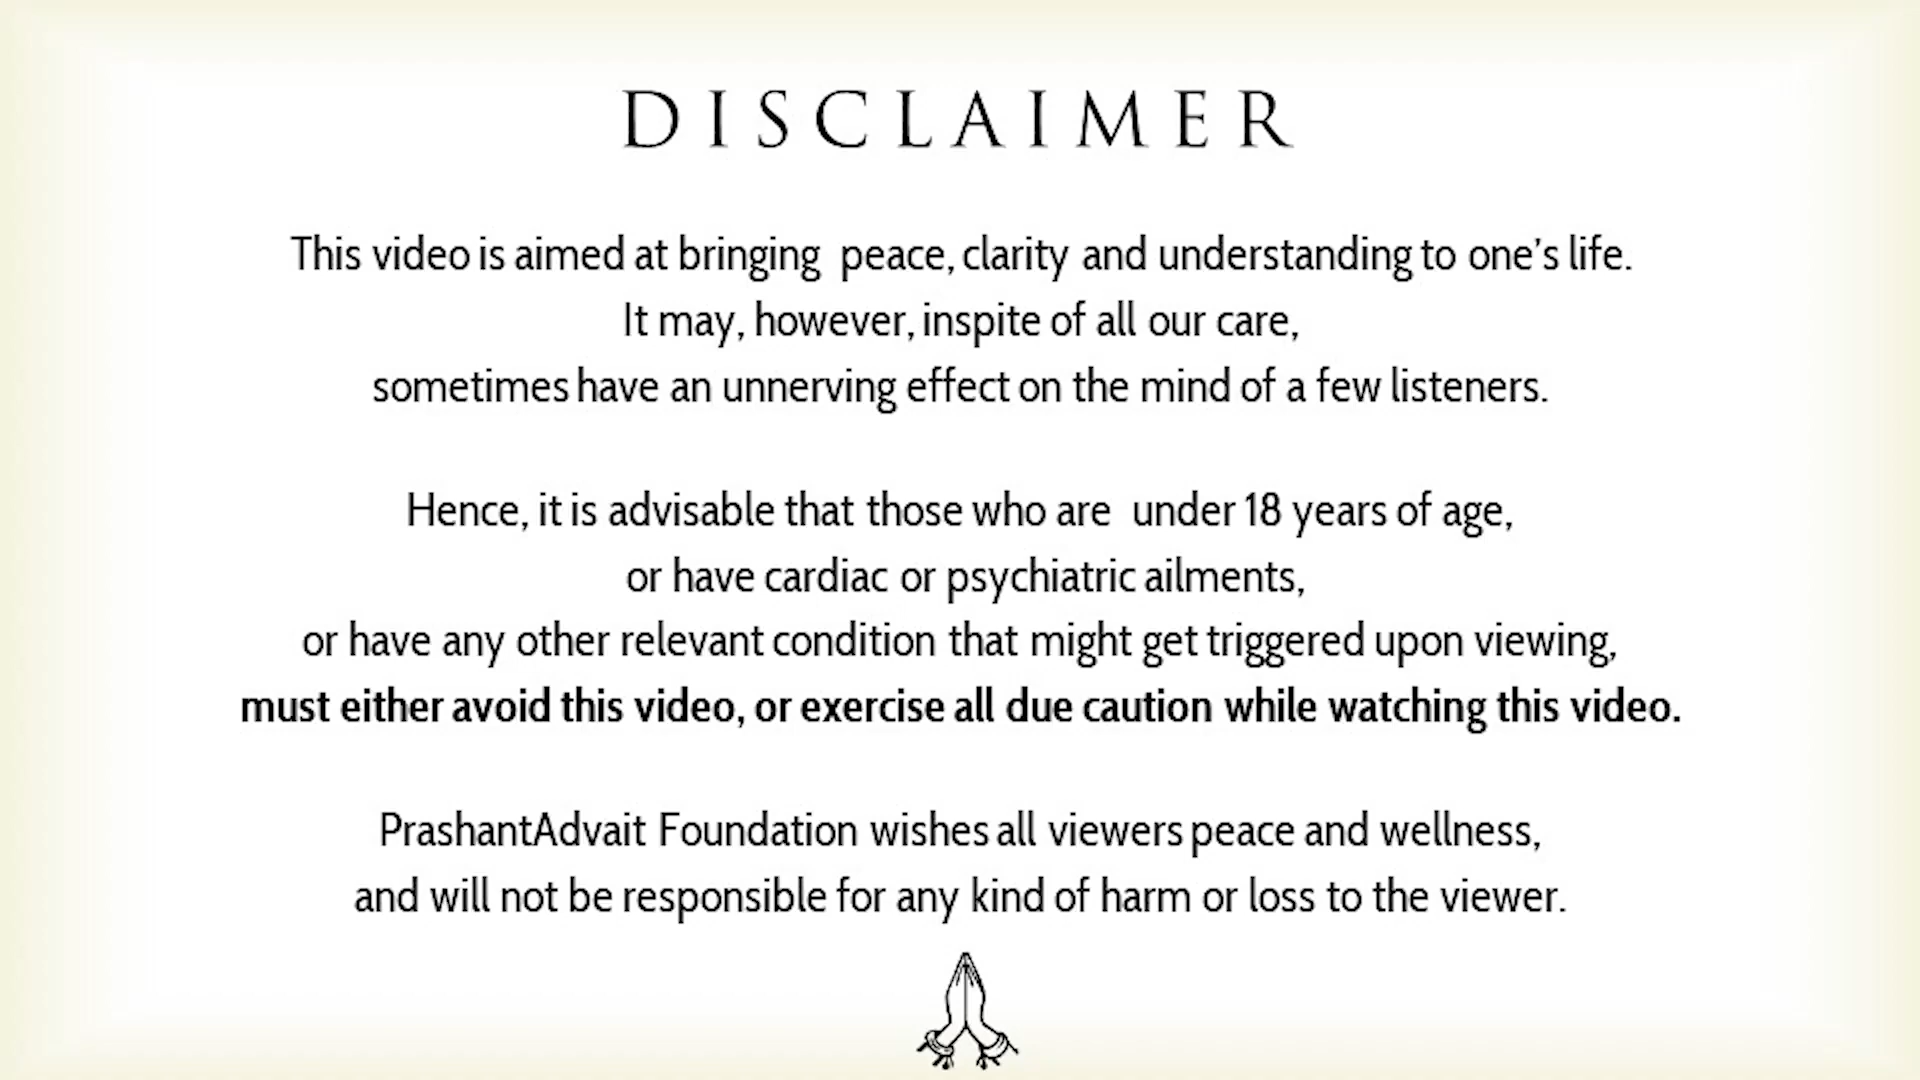 DISCLAIMER
This video is aimed at bringing peace, clarity and understanding to one's life.
It may, however, inspite of all our care,
sometimes have an unnerving effect on the mind of a few listeners.
Hence, it is advisable that those who are under 18 years of age,
or have cardiac or psychiatric ailments,
or have any other relevant condition that might get triggered upon viewing,
must either avoid this video, or exercise all due caution while watching this video.
PrashantAdvait Foundation wishes all viewers peace and wellness,
and will not be responsible for any kind of harm or loss to the viewer.